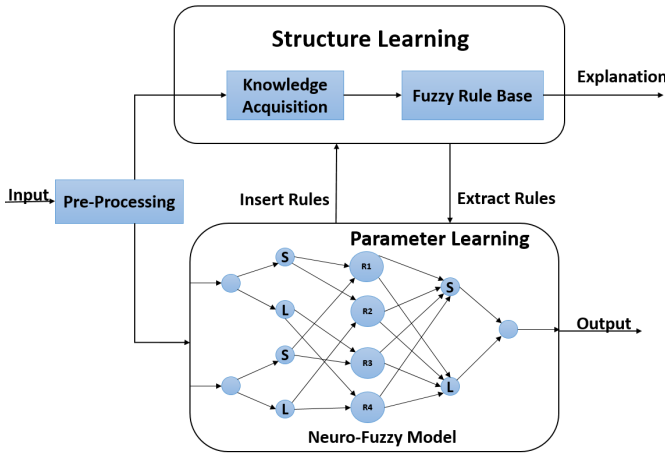 Structure Learning
Knowledge
Acquisition
Fuzzy Rule Base
Explanation
Input
Pre-Processing
Insert Rules
Extract Rules
Parameter Learning
S
R1
S
L
R2
S
R3
L
L
R4
Output
Neuro-Fuzzy Model